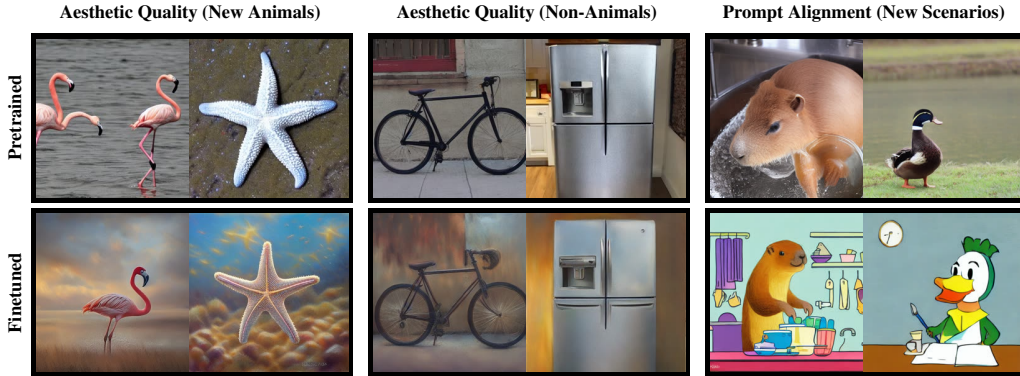 Aesthetic Quality (New Animals)
Aesthetic Quality (Non-Animals)
Prompt Alignment (New Scenarios)
Pretrained
Finetuned